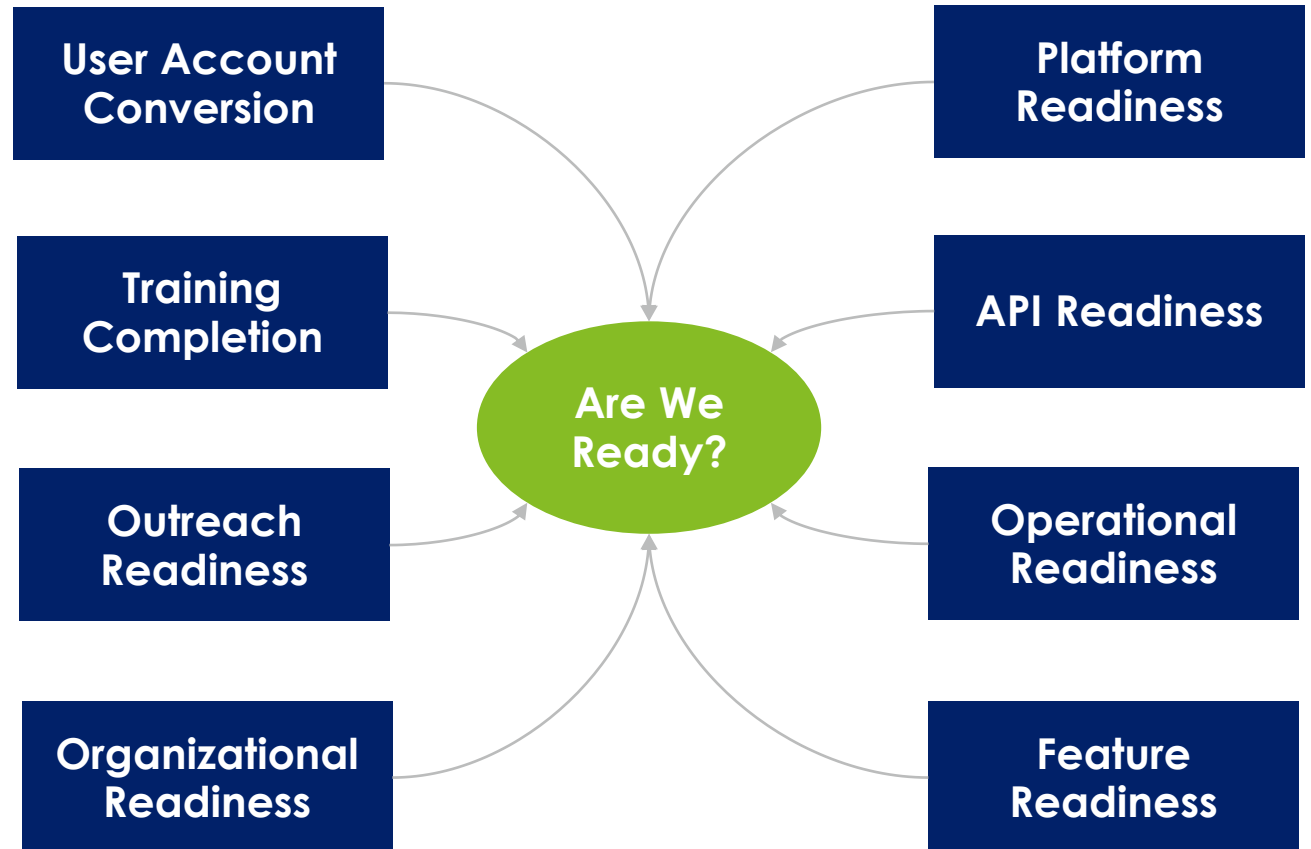 User Account
Conversion
Platform
Readiness
Training
Completion
API Readiness
Are We
Ready?
Outreach
Readiness
Operational
Readiness
Organizational
Readiness
Feature
Readiness